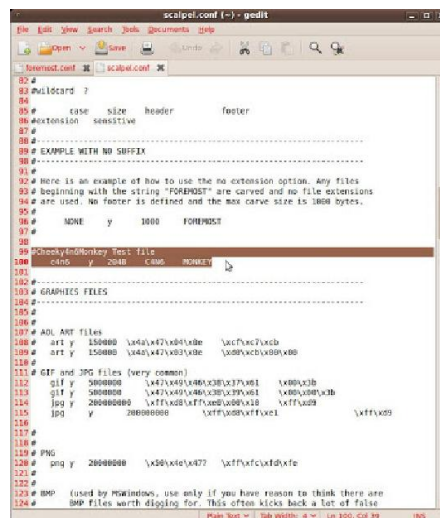 scalpel.conf (~) - gedit
File Edit View Search Tools Documents Help
Open Save Undo
foremost.conf scalpel.conf
82 #
83 #wildcard ?
84
85 # case size header footer
86 #extension sensitive
87 #
88 #---------------------------------------------------------------------
89 # EXAMPLE WITH NO SUFFIX
90 #---------------------------------------------------------------------
91 #
92 # Here is an example of how to use the no extension option. Any files
93 # beginning with the string "FOREMOST" are carved and no file extensions
94 # are used. No footer is defined and the max carve size is 1000 bytes.
95 #
96 # NONE y 1000 FOREMOST
97 #
98
99 #Cheeky4n6Monkey Test file
100 c4n6 y 2048 C4N6 MONKEY
101
102 #---------------------------------------------------------------------
103 # GRAPHICS FILES
104 #---------------------------------------------------------------------
105 #
106 #
107 # AOL ART files
108 # art y 150000 \x4a\x47\x04\x0e \xcf\xc7\xcb
109 # art y 150000 \x4a\x47\x03\x0e \xd0\xcb\x00\x00
110 #
111 # GIF and JPG files (very common)
112 gif y 5000000 \x47\x49\x46\x38\x37\x61 \x00\x3b
113 gif y 5000000 \x47\x49\x46\x38\x39\x61 \x00\x00\x3b
114 jpg y 200000000 \xff\xd8\xff\xe0\x00\x10 \xff\xd9
115 jpg y 200000000 \xff\xd8\xff\xe1 \xff\xd9
116
117 #
118 #
119 # PNG
120 # png y 20000000 \x50\x4e\x47? \xff\xfc\xfd\xfe
121 #
122 #
123 # BMP (used by MSWindows, use only if you have reason to think there are
124 # BMP files worth digging for. This often kicks back a lot of false
Plain Text Tab Width: 4 Ln 100, Col 39 INS